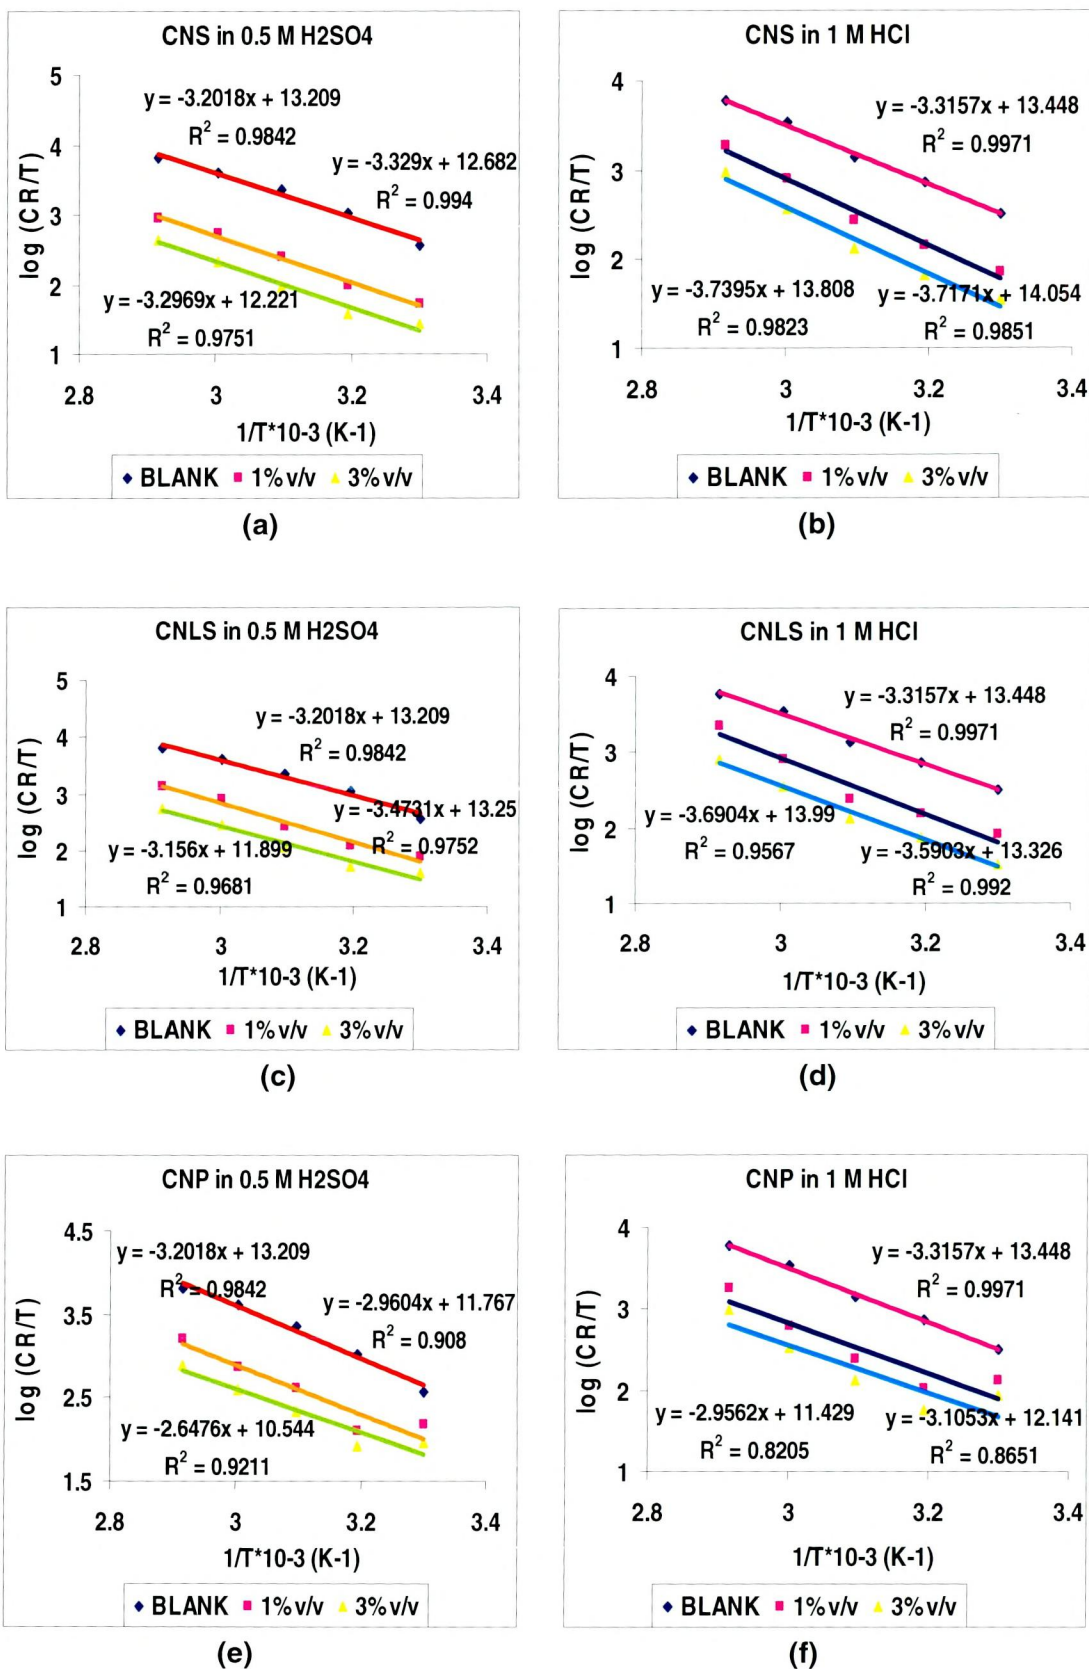 CNS in 0.5 M H2SO4
5
y = -3.2018x + 13.209
R2 = 0.9842
4
y = -3.329x + 12.682
R2 = 0.994
3
2
y = -3.2969x + 12.221
R2 = 0.9751
1
log (CR/T)
2.8 3 3.2 3.4
1/T*10-3 (K-1)
BLANK 1% v/v 3% v/v
(a)
CNS in 1 M HCl
4
y = -3.3157x + 13.448
R2 = 0.9971
3
2
y = -3.7395x + 13.808
R2 = 0.9823
y = -3.7171x + 14.054
R2 = 0.9851
1
log (CR/T)
2.8 3 3.2 3.4
1/T*10-3 (K-1)
BLANK 1% v/v 3% v/v
(b)
CNLS in 0.5 M H2SO4
5
y = -3.2018x + 13.209
R2 = 0.9842
4
3
y = -3.4731x + 13.25
R2 = 0.9752
2
y = -3.156x + 11.899
R2 = 0.9681
1
log (CR/T)
2.8 3 3.2 3.4
1/T*10-3 (K-1)
BLANK 1% v/v 3% v/v
(c)
CNLS in 1 M HCl
4
y = -3.3157x + 13.448
R2 = 0.9971
3
y = -3.6904x + 13.99
R2 = 0.9567
2
y = -3.5903x + 13.326
R2 = 0.992
1
log (CR/T)
2.8 3 3.2 3.4
1/T*10-3 (K-1)
BLANK 1% v/v 3% v/v
(d)
CNP in 0.5 M H2SO4
4.5
y = -3.2018x + 13.209
R2 = 0.9842
y = -2.9604x + 11.767
R2 = 0.908
3.5
2.5
y = -2.6476x + 10.544
R2 = 0.9211
1.5
log (CR/T)
2.8 3 3.2 3.4
1/T*10-3 (K-1)
BLANK 1% v/v 3% v/v
(e)
CNP in 1 M HCl
4
y = -3.3157x + 13.448
R2 = 0.9971
3
2
y = -2.9562x + 11.429
R2 = 0.8205
y = -3.1053x + 12.141
R2 = 0.8651
1
log (CR/T)
2.8 3 3.2 3.4
1/T*10-3 (K-1)
BLANK 1% v/v 3% v/v
(f)